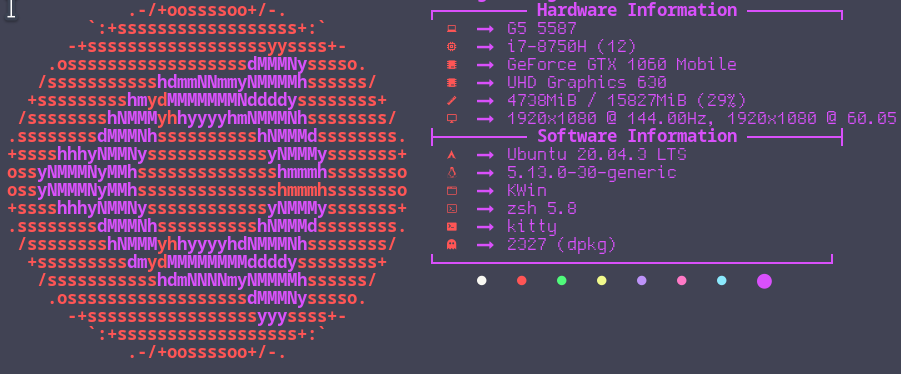 .-/+oossssoo+/-.
`:+ssssssssssssssssss+:`
-+ssssssssssssssssssyyssss+-
.ossssssssssssssssssdMMMNysssso.
/ssssssssssshdmmNNmmyNMMMMhssssss/
+ssssssssshmydMMMMMMMNddddyssssssss+
/sssssssshNMMMyhhyyyyhmNMMMNhssssssss/
.ssssssssdMMMNhsssssssssshNMMMdssssssss.
+sssshhhyNMMNyssssssssssssyNMMMysssssss+
ossyNMMMNyMMhsssssssssssssshmmmhssssssso
ossyNMMMNyMMhsssssssssssssshmmmhssssssso
+sssshhhyNMMNyssssssssssssyNMMMysssssss+
.ssssssssdMMMNhsssssssssshNMMMdssssssss.
/sssssssshNMMMyhhyyyyhdNMMMNhssssssss/
+sssssssssdmydMMMMMMMMddddyssssssss+
/ssssssssssshdmNNNNmyNMMMMhssssss/
.ossssssssssssssssssdMMMNysssso.
-+sssssssssssssssssyyyssss+-
`:+ssssssssssssssssss+:`
.-/+oossssoo+/-.
Hardware Information
→ G5 5587
→ i7-8750H (12)
→ GeForce GTX 1060 Mobile
→ UHD Graphics 630
→ 4738MiB / 15827MiB (29%)
→ 1920x1080 @ 144.00Hz, 1920x1080 @ 60.05
Software Information
→ Ubuntu 20.04.3 LTS
→ 5.13.0-30-generic
→ KWin
→ zsh 5.8
→ kitty
→ 2327 (dpkg)